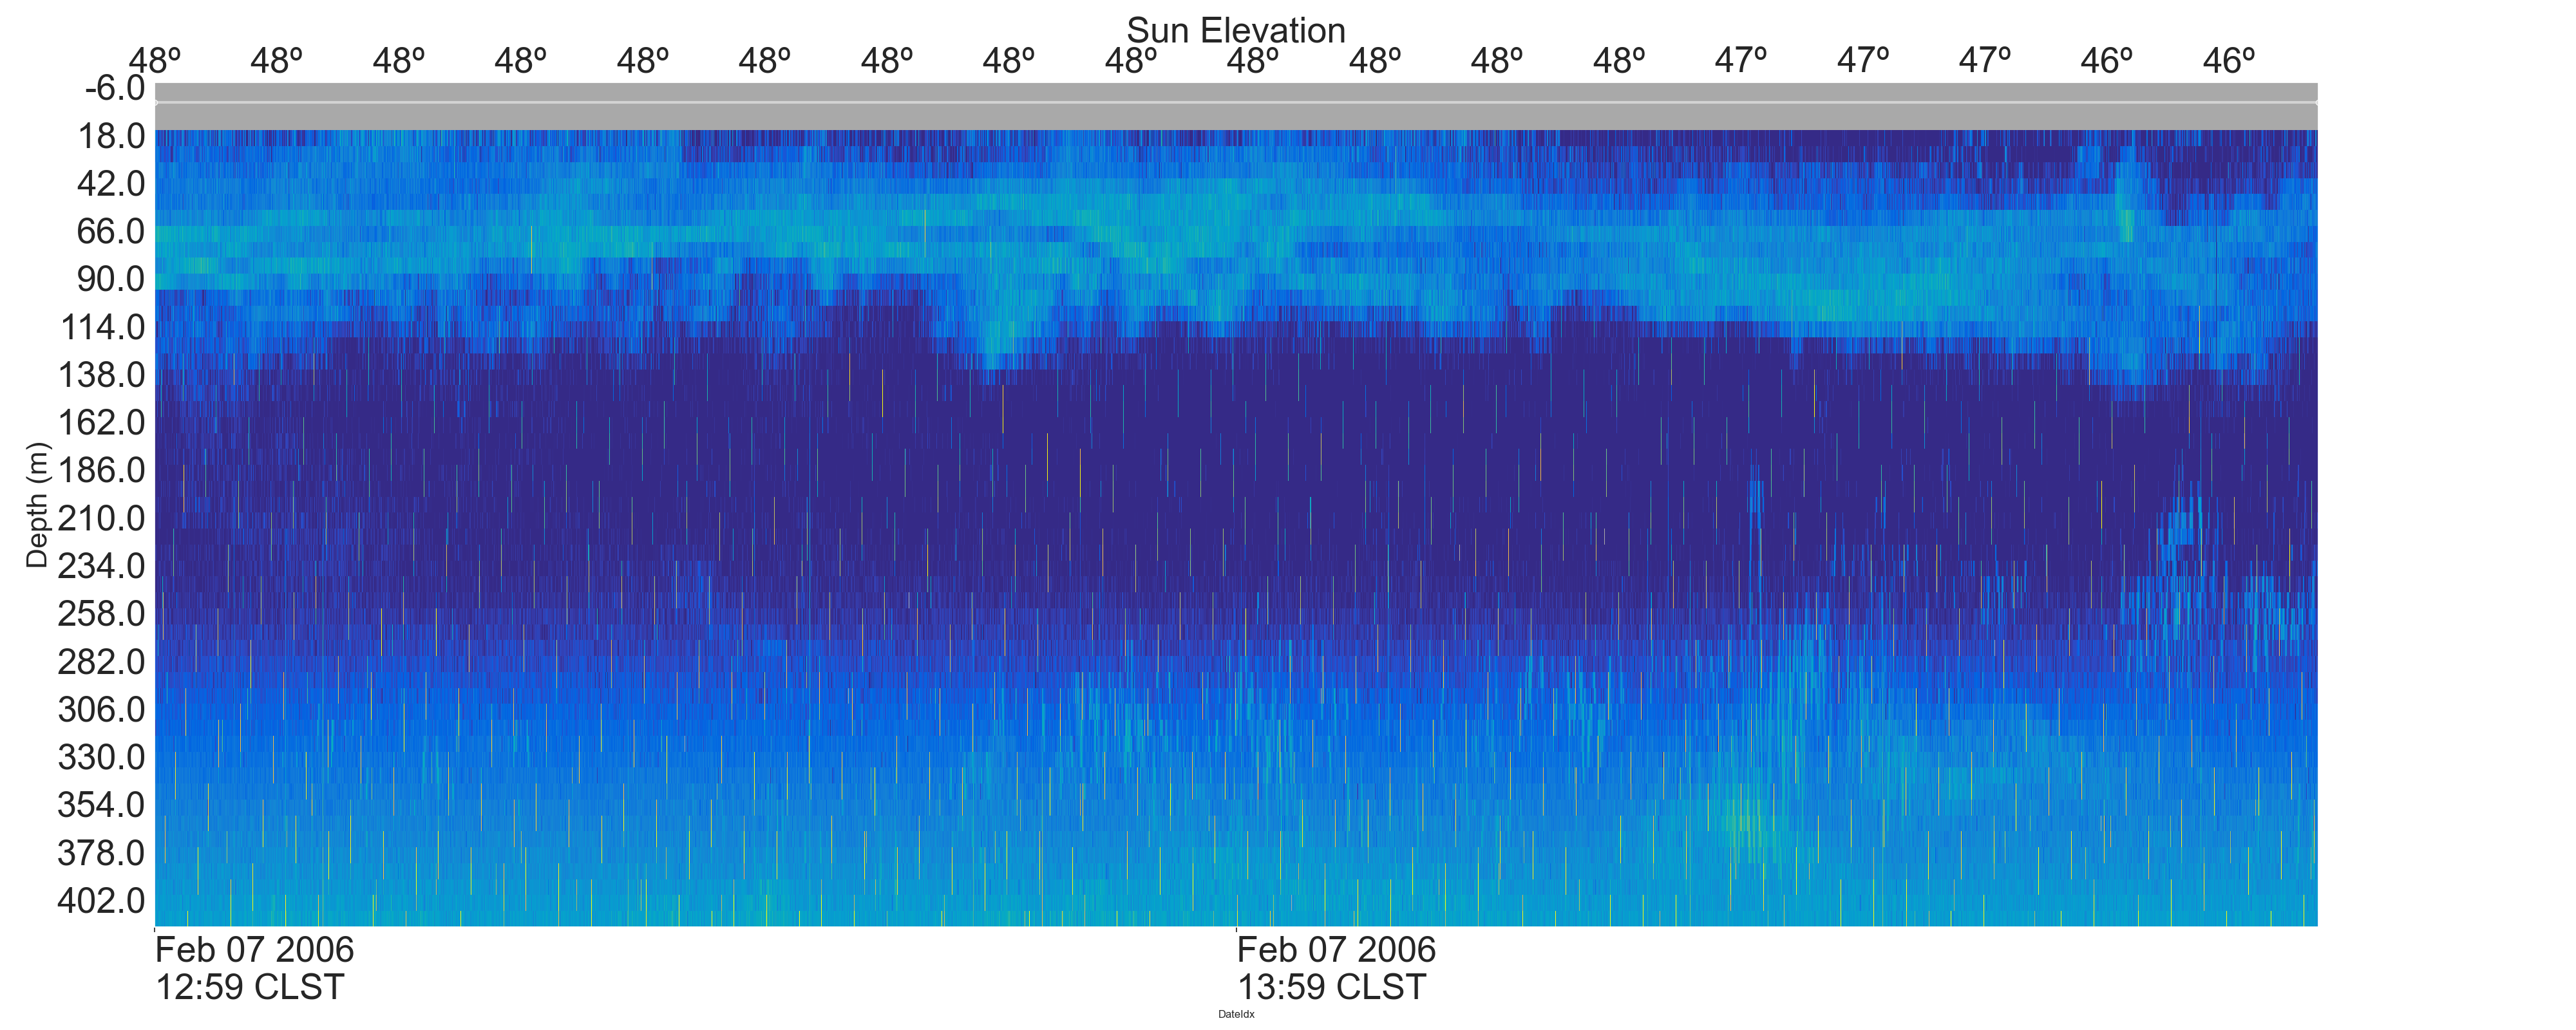 Sun Elevation
48º 48º 48º 48º 48º 48º 48º 48º 48º 48º 48º 48º 48º 47º 47º 47º 46º 46º
-6.0
18.0
42.0
66.0
90.0
114.0
138.0
162.0
186.0
210.0
234.0
258.0
282.0
306.0
330.0
354.0
378.0
402.0
Depth (m)
Feb 07 2006
12:59 CLST
Feb 07 2006
13:59 CLST
DateIdx